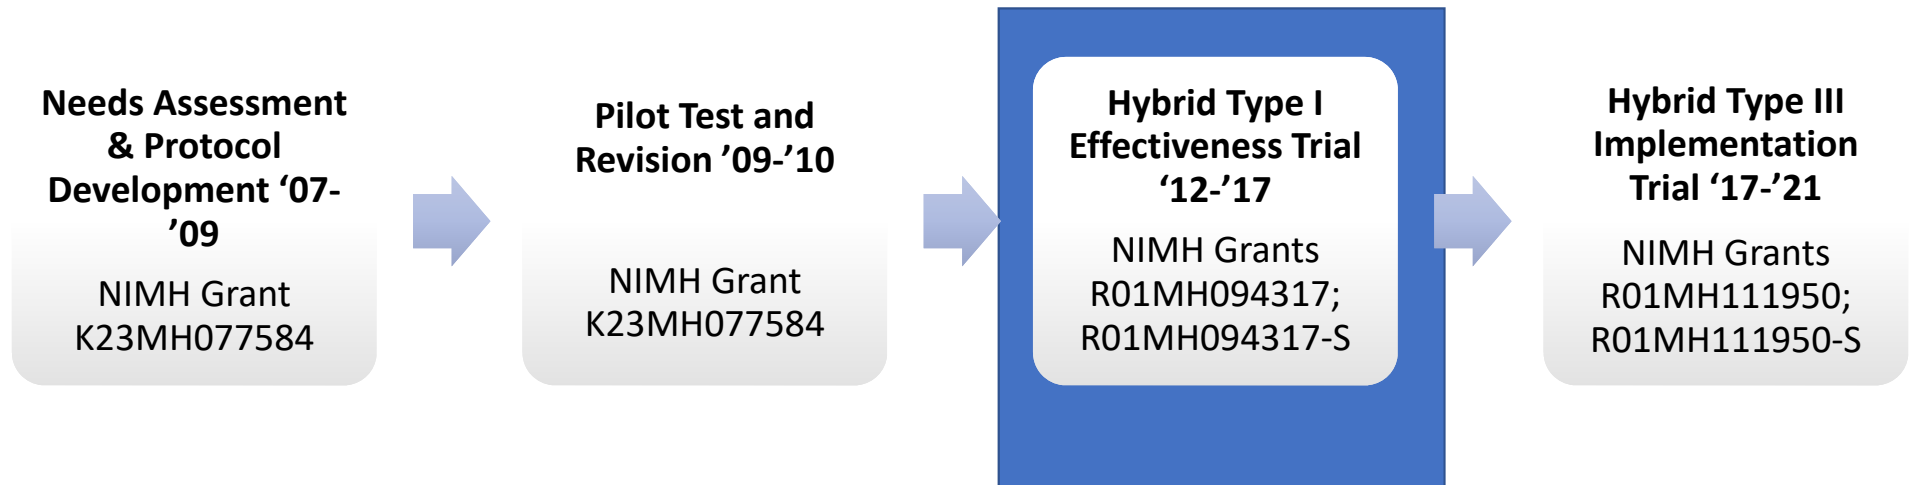 Needs Assessment
& Protocol
Development ‘07-
’09
NIMH Grant
K23MH077584
Pilot Test and
Revision ’09-’10
NIMH Grant
K23MH077584
Hybrid Type I
Effectiveness Trial
‘12-’17
NIMH Grants
R01MH094317;
R01MH094317-S
Hybrid Type III
Implementation
Trial ‘17-’21
NIMH Grants
R01MH111950;
R01MH111950-S